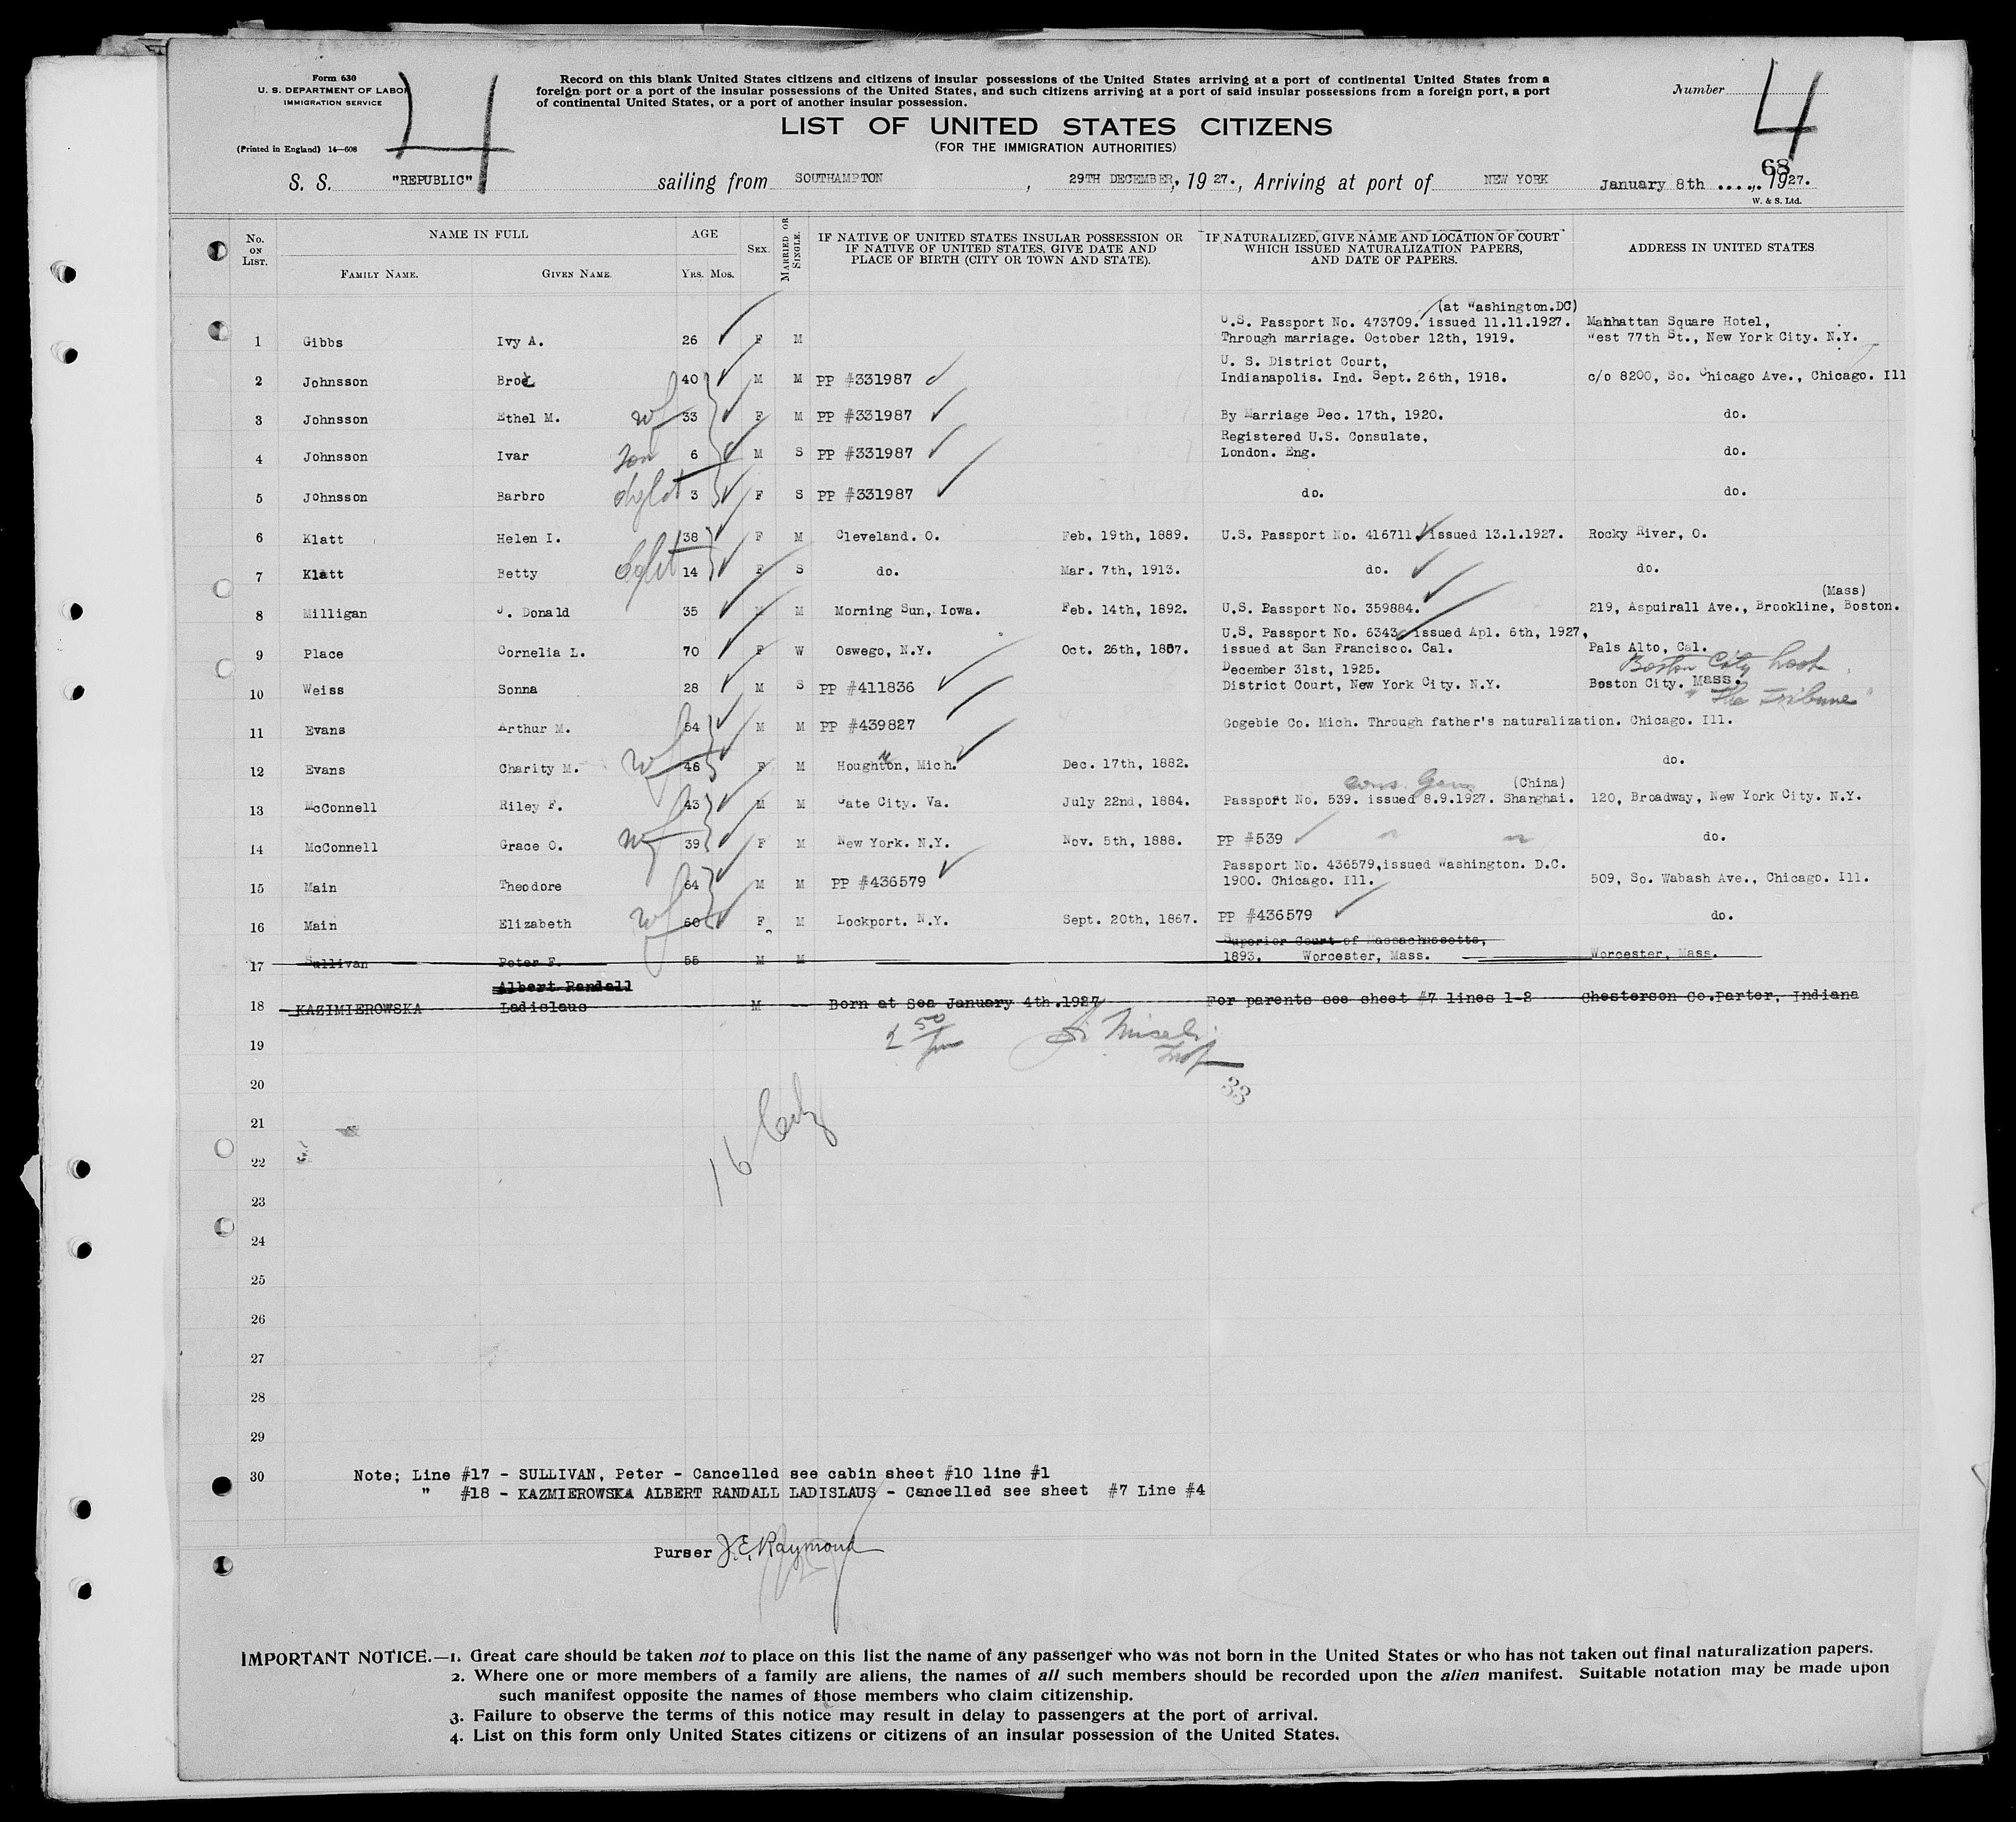 Form 630
U. S. DEPARTMENT OF LABOR
IMMIGRATION SERVICE
(Printed in England) 14—608
4
Record on this blank United States citizens and citizens of insular possessions of the United States arriving at a port of continental United States from a
foreign port or a port of the insular possessions of the United States, and such citizens arriving at a port of said insular possessions from a foreign port, a port
of continental United States, or a port of another insular possession.
Number 4
LIST OF UNITED STATES CITIZENS
(FOR THE IMMIGRATION AUTHORITIES)
68
S. S. "REPUBLIC" sailing from SOUTHAMPTON, 29TH DECEMBER, 1927., Arriving at port of NEW YORK January 8th ....., 1927.
W. & S. Ltd.
No. ON LIST. NAME IN FULL FAMILY NAME. GIVEN NAME. AGE YRS. MOS. SEX. MARRIED OR SINGLE. IF NATIVE OF UNITED STATES INSULAR POSSESSION OR IF NATIVE OF UNITED STATES, GIVE DATE AND PLACE OF BIRTH (CITY OR TOWN AND STATE). IF NATURALIZED, GIVE NAME AND LOCATION OF COURT WHICH ISSUED NATURALIZATION PAPERS, AND DATE OF PAPERS. ADDRESS IN UNITED STATES.
(at Washington.DC)
U.S. Passport No. 473709. issued 11.11.1927. Manhattan Square Hotel,
1 Gibbs Ivy A. 26 F M Through marriage. October 12th, 1919. West 77th St., New York City. N.Y.
U. S. District Court,
2 Johnsson Broe 40 M M PP #331987 Indianapolis. Ind. Sept. 26th, 1918. c/o 8200, So. Chicago Ave., Chicago. Ill
3 Johnsson Ethel M. wf 33 F M PP #331987 By Marriage Dec. 17th, 1920. do.
Registered U.S. Consulate,
4 Johnsson Ivar son 6 M S PP #331987 London. Eng. do.
5 Johnsson Barbro 3 F S PP #331987 do. do.
6 Klatt Helen I. 38 F M Cleveland. O. Feb. 19th, 1889. U.S. Passport No. 416711 issued 13.1.1927. Rocky River, O.
7 Klatt Betty 14 F S do. Mar. 7th, 1913. do. do.
(Mass)
8 Milligan J. Donald 35 M M Morning Sun, Iowa. Feb. 14th, 1892. U.S. Passport No. 359884. 219, Aspuirall Ave., Brookline, Boston.
U.S. Passport No. 6343 issued Apl. 6th, 1927,
9 Place Cornelia L. 70 F W Oswego, N.Y. Oct. 26th, 1857. issued at San Francisco. Cal. Pals Alto, Cal.
December 31st, 1925. Boston City
10 Weiss Sonna 28 M S PP #411836 District Court, New York City. N.Y. Boston City. Mass.
"The Tribune"
11 Evans Arthur M. 54 M M PP #439827 Gogebie Co. Mich. Through father's naturalization. Chicago. Ill.
12 Evans Charity M. wf 46 F M Houghton, Mich. Dec. 17th, 1882. do.
cons. Gen. (China)
13 McConnell Riley F. 43 M M Gate City. Va. July 22nd, 1884. Passport No. 539. issued 8.9.1927. Shanghai. 120, Broadway, New York City. N.Y.
14 McConnell Grace O. wf 39 F M New York. N.Y. Nov. 5th, 1888. PP #539 " " do.
Passport No. 436579,issued Washington. D.C.
15 Main Theodore 64 M M PP #436579 1900. Chicago. Ill. 509, So. Wabash Ave., Chicago. Ill.
16 Main Elizabeth wf 60 F M Lockport. N.Y. Sept. 20th, 1867. PP #436579 do.
Superior Court of Massachusetts,
17 Sullivan Peter F. 55 M M 1893. Worcester, Mass. Worcester, Mass.
Albert Randall
18 KAZIMIEROWSKA Ladislaus M Born at Sea January 4th.1927 For parents see sheet #7 lines 1-2 Chesterson Co.Parter, Indiana
19
20
33
21
16
22
23
24
25
26
27
28
29
30 Note; Line #17 - SULLIVAN, Peter - Cancelled see cabin sheet #10 line #1
" #18 - KAZMIEROWSKA ALBERT RANDALL LADISLAUS - Cancelled see sheet #7 Line #4
Purser J.E. Raymond
IMPORTANT NOTICE.—1. Great care should be taken not to place on this list the name of any passenger who was not born in the United States or who has not taken out final naturalization papers.
2. Where one or more members of a family are aliens, the names of all such members should be recorded upon the alien manifest. Suitable notation may be made upon
such manifest opposite the names of those members who claim citizenship.
3. Failure to observe the terms of this notice may result in delay to passengers at the port of arrival.
4. List on this form only United States citizens or citizens of an insular possession of the United States.